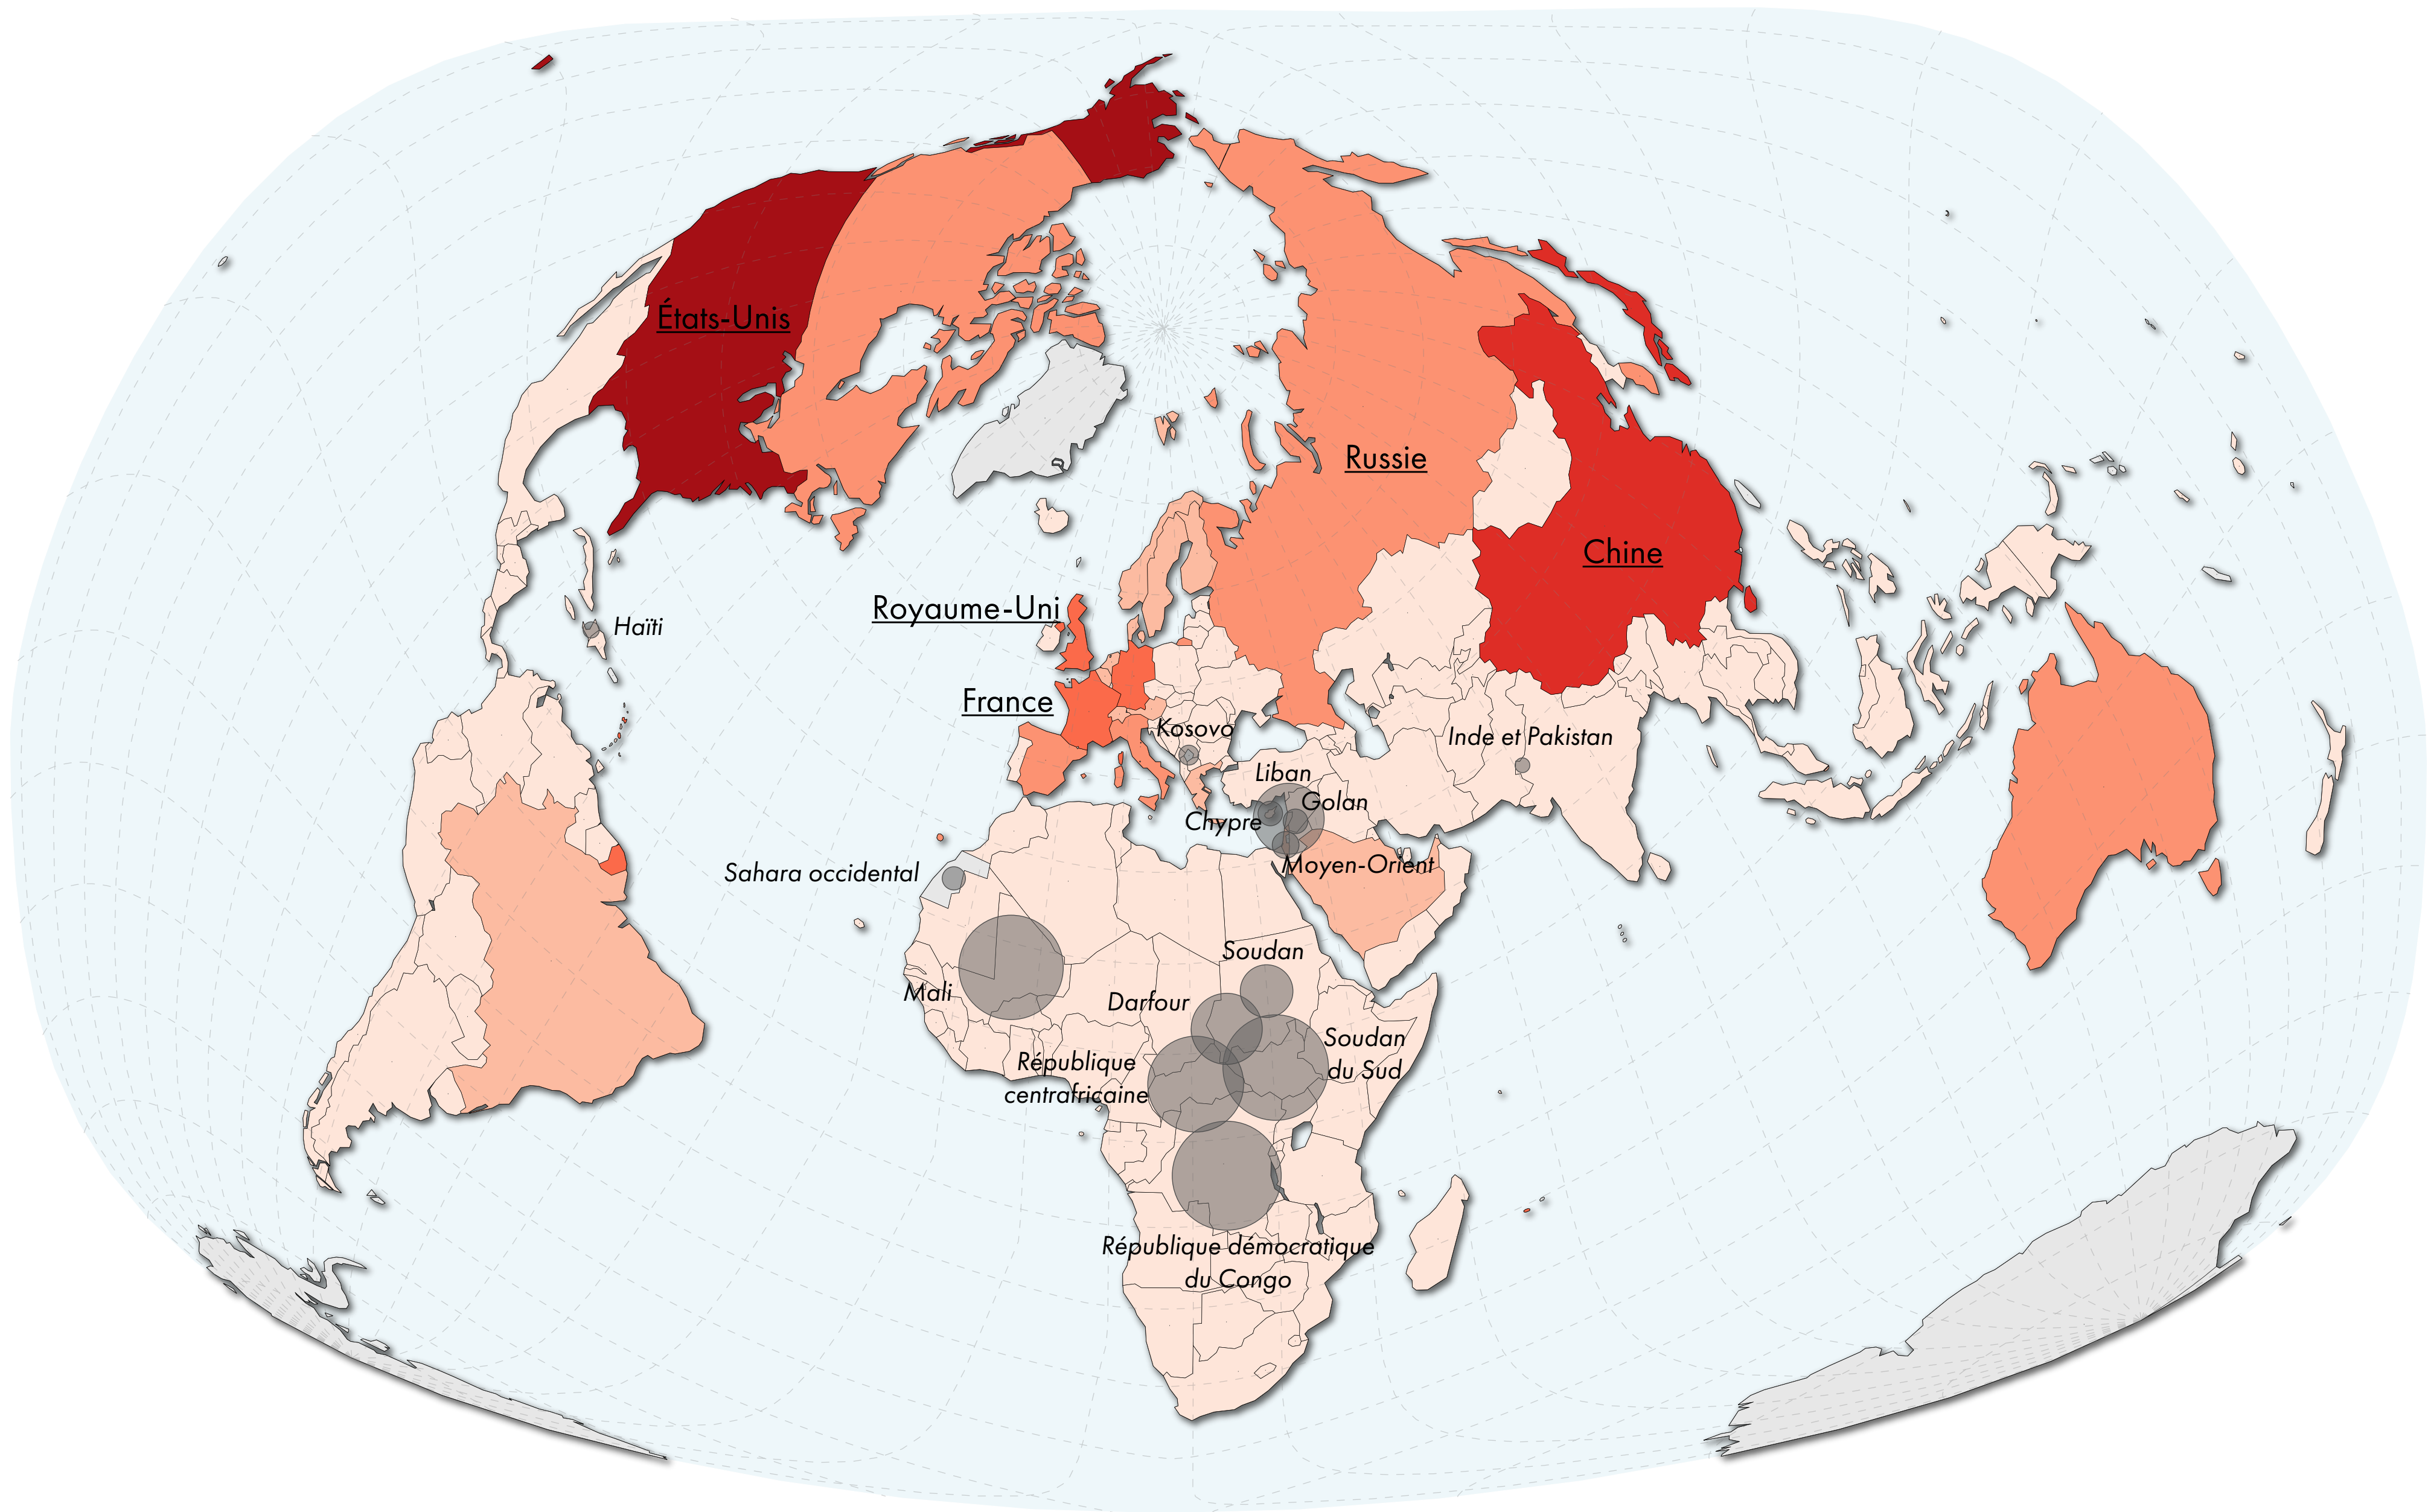 États-Unis
Russie
Chine
Royaume-Uni
Haïti
France
Kosovo
Inde et Pakistan
Liban
Golan
Chypre
Moyen-Orient
Sahara occidental
Soudan
Mali
Darfour
Soudan
du Sud
République
centrafricaine
République démocratique
du Congo